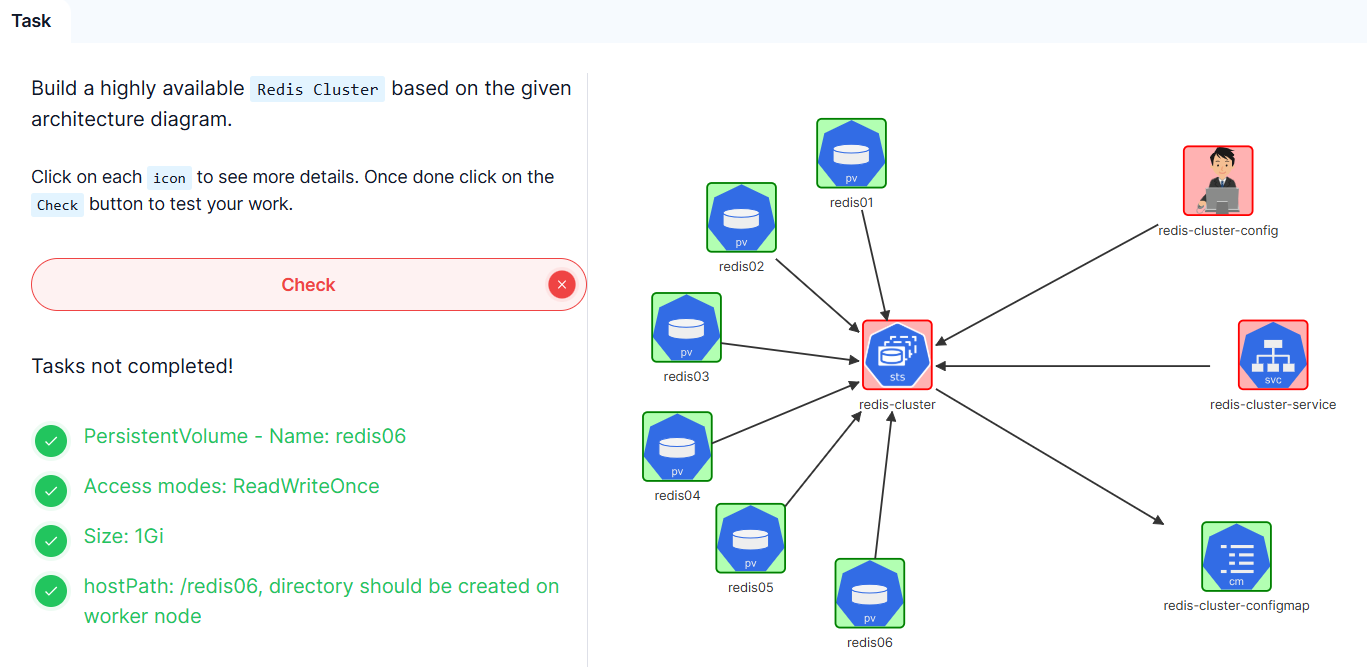 Task
Build a highly available Redis Cluster based on the given
architecture diagram.
Click on each icon to see more details. Once done click on the
Check button to test your work.
Check
Tasks not completed!
PersistentVolume - Name: redis06
Access modes: ReadWriteOnce
Size: 1Gi
hostPath: /redis06, directory should be created on
worker node
pv
redis01
pv
redis02
redis-cluster-config
pv
redis03
sts
redis-cluster
svc
redis-cluster-service
pv
redis04
pv
redis05
cm
redis-cluster-configmap
pv
redis06